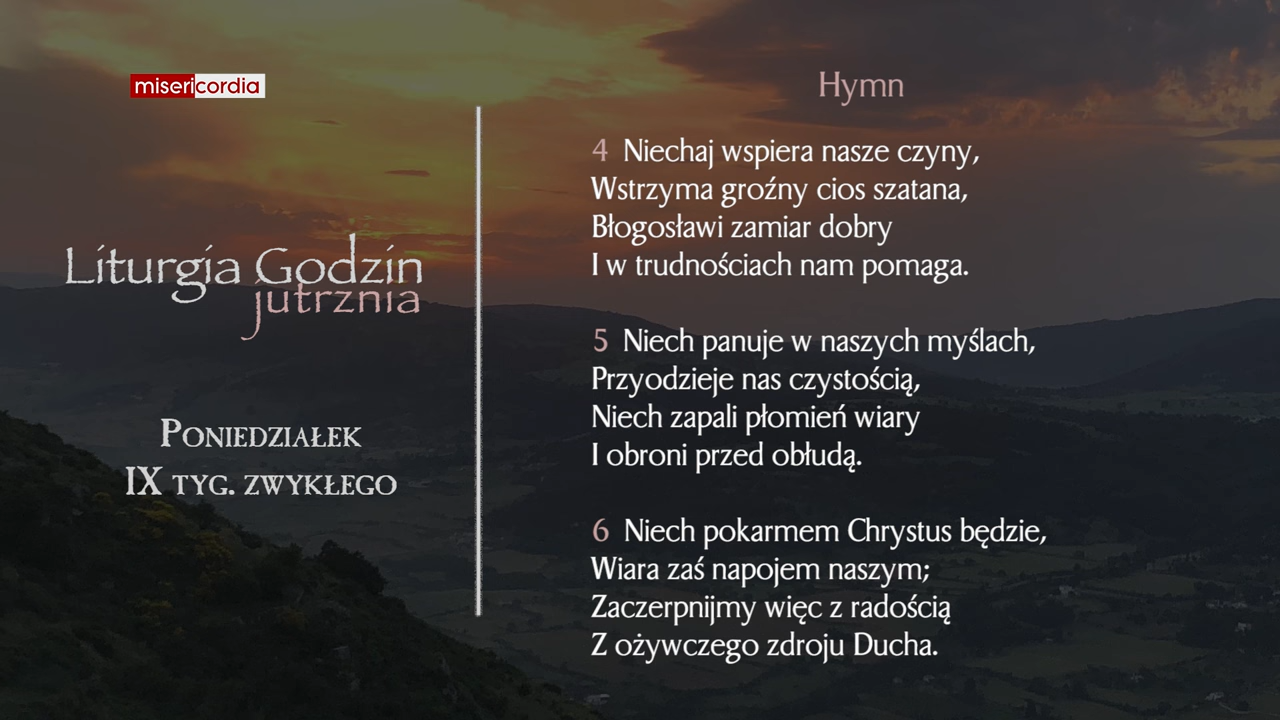 misericordia
Liturgia Godzin
jutrznia
Poniedziałek
IX tyg. zwykłego
Hymn
4 Niechaj wspiera nasze czyny,
Wstrzyma groźny cios szatana,
Błogosławi zamiar dobry
I w trudnościach nam pomaga.
5 Niech panuje w naszych myślach,
Przyodzieje nas czystością,
Niech zapali płomień wiary
I obroni przed obłudą.
6 Niech pokarmem Chrystus będzie,
Wiara zaś napojem naszym;
Zaczerpnijmy więc z radością
Z ożywczego zdroju Ducha.